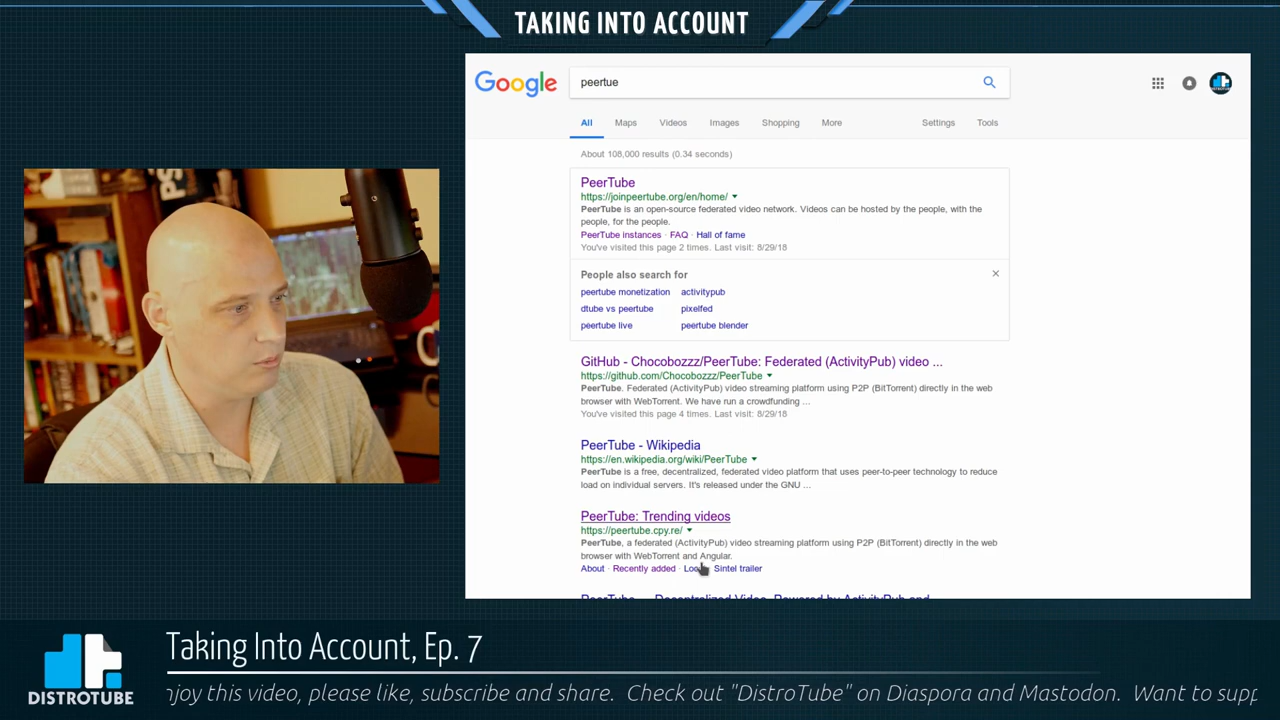 TAKING INTO ACCOUNT
Google
peertue
All Maps Videos Images Shopping More Settings Tools
About 108,000 results (0.34 seconds)
PeerTube
https://joinpeertube.org/en/home/
PeerTube is an open-source federated video network. Videos can be hosted by the people, with the
people, for the people.
PeerTube instances · FAQ · Hall of fame
You've visited this page 2 times. Last visit: 8/29/18
People also search for
peertube monetization activitypub
dtube vs peertube pixelfed
peertube live peertube blender
GitHub - Chocobozzz/PeerTube: Federated (ActivityPub) video ...
https://github.com/Chocobozzz/PeerTube
PeerTube. Federated (ActivityPub) video streaming platform using P2P (BitTorrent) directly in the web
browser with WebTorrent. We have run a crowdfunding ...
You've visited this page 4 times. Last visit: 8/29/18
PeerTube - Wikipedia
https://en.wikipedia.org/wiki/PeerTube
PeerTube is a free, decentralized, federated video platform that uses peer-to-peer technology to reduce
load on individual servers. It's released under the GNU ...
PeerTube: Trending videos
https://peertube.cpy.re/
PeerTube, a federated (ActivityPub) video streaming platform using P2P (BitTorrent) directly in the web
browser with WebTorrent and Angular.
About · Recently added · Sintel trailer
PeerTube Decentralized Video, Powered by ActivityPub and
Taking Into Account, Ep. 7
DISTROTUBE
njoy this video, please like, subscribe and share. Check out "DistroTube" on Diaspora and Mastodon. Want to supp